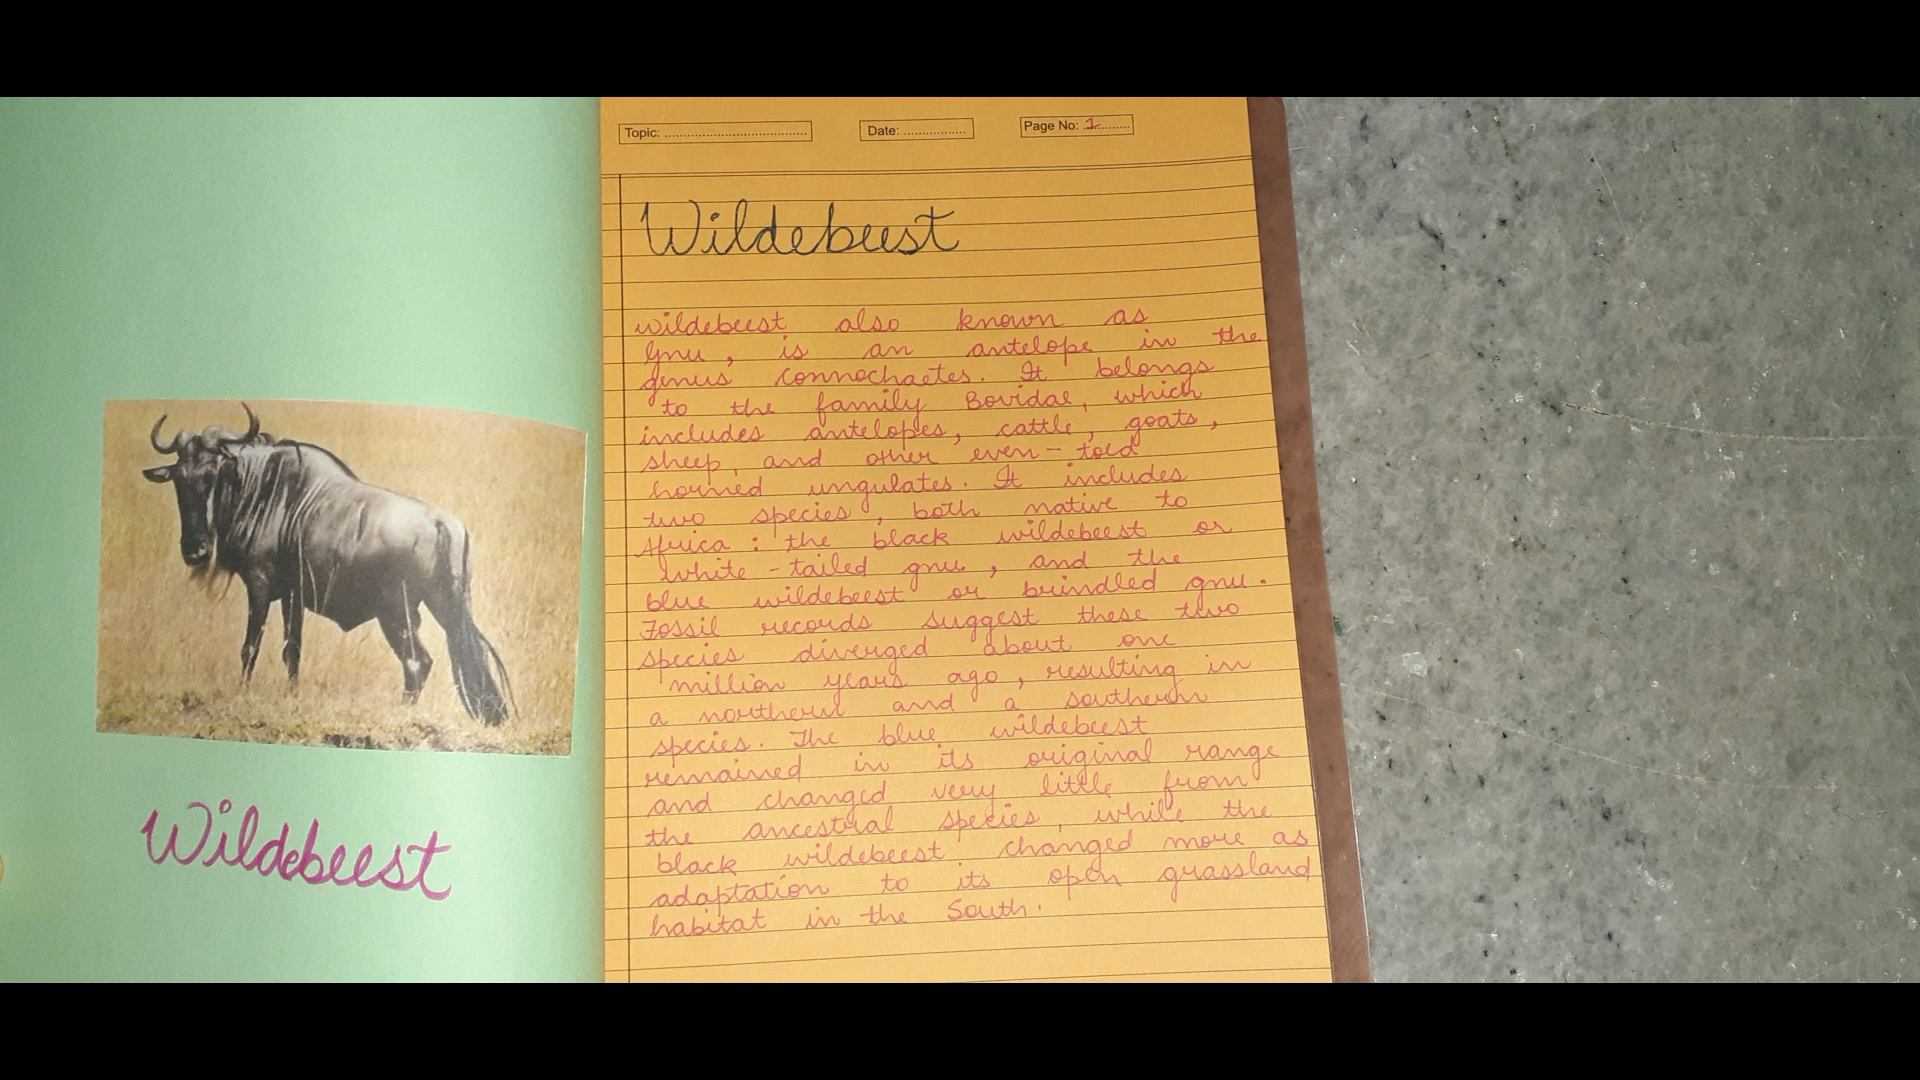 Topic: ........................................
Date: .................
Page No: 1
Wildebeest
wildebeest also known as
Gnu, is an antelope in the
genus connochaetes. It belongs
to the family Bovidae, which
includes antelopes, cattle, goats,
sheep, and other even-toed
horned ungulates. It includes
two species, both native to
Africa: the black wildebeest or
white-tailed gnu, and the
blue wildebeest or brindled gnu.
Fossil records suggest these two
species diverged about one
million years ago, resulting in
a northern and a southern
species. The blue wildebeest
remained in its original range
and changed very little from
the ancestral species, while the
black wildebeest changed more as
adaptation to its open grassland
habitat in the South.
Wildebeest